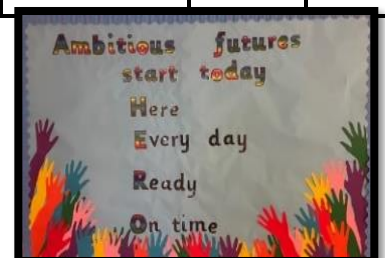 Ambitious futures
start today
Here
Every day
Ready
On time